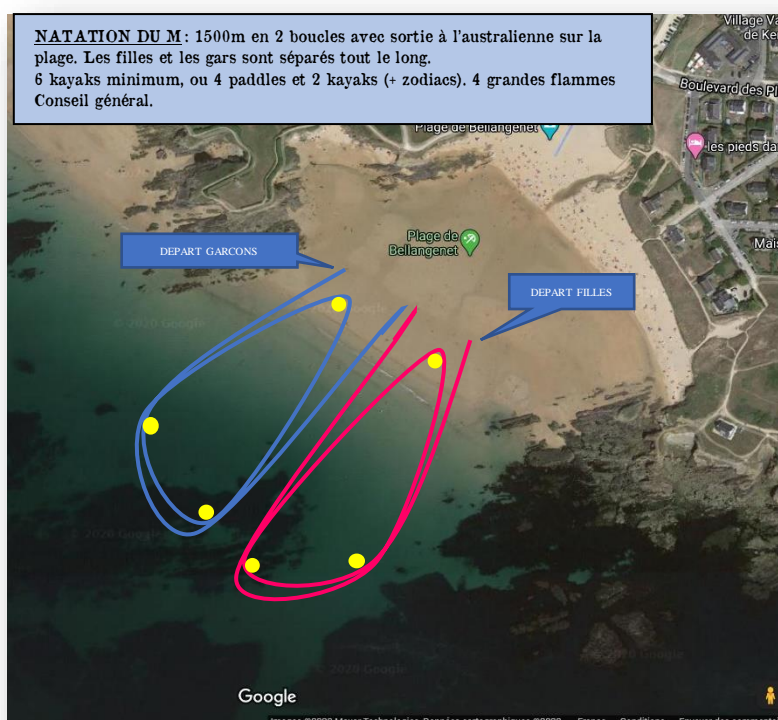 NATATION DU M : 1500m en 2 boucles avec sortie à l'australienne sur la
plage. Les filles et les gars sont séparés tout le long.
6 kayaks minimum, ou 4 paddles et 2 kayaks (+ zodiacs). 4 grandes flammes
Conseil général.
Village Va
de Ke
Boulevard des Pl
Plage de Bellangenet
les pieds da
Plage de
Bellangenet
Mais
DEPART GARCONS
DEPART FILLES
© 2020 Google
© 2020 Google
© 2020 Google
Google